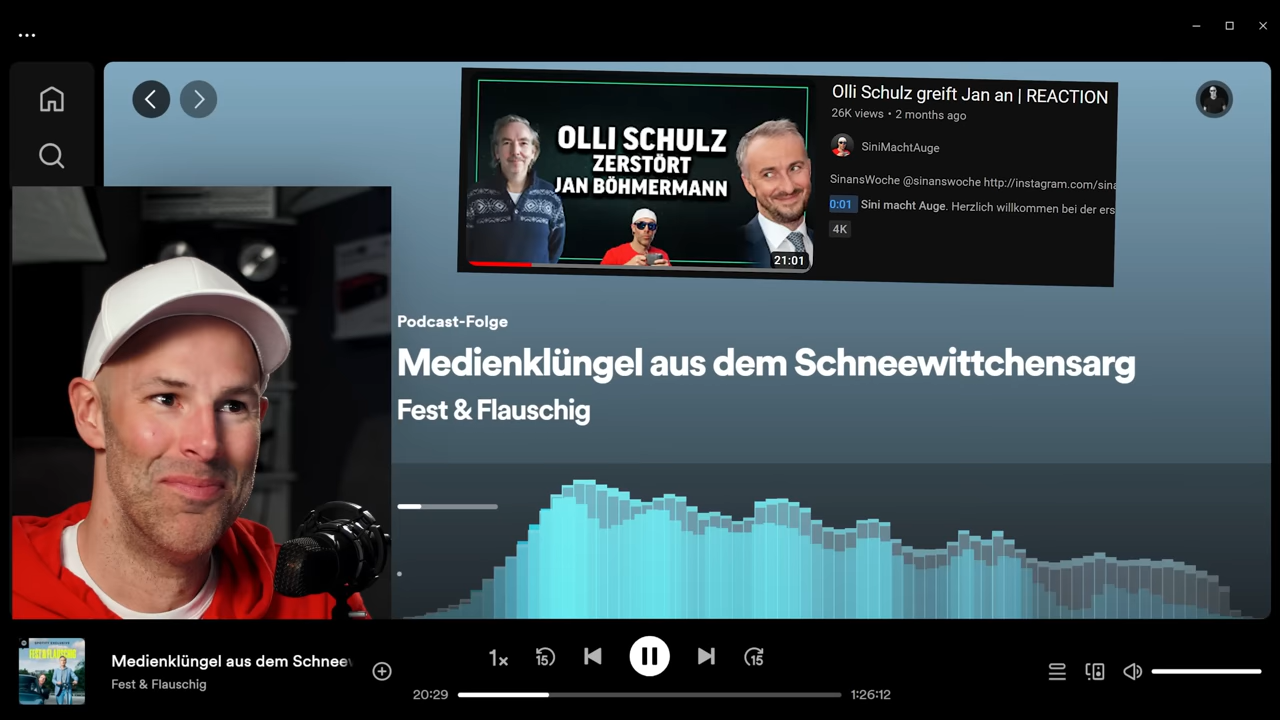 Olli Schulz greift Jan an | REACTION
26K views • 2 months ago
SiniMachtAuge
SinansWoche @sinanswoche http://instagram.com/sina
0:01 Sini macht Auge. Herzlich willkommen bei der ers
4K
OLLI SCHULZ
ZERSTÖRT
JAN BÖHMERMANN
21:01
Podcast-Folge
Medienklüngel aus dem Schneewittchensarg
Fest & Flauschig
Medienklüngel aus dem Schneew
Fest & Flauschig
1x
15
15
20:29
1:26:12